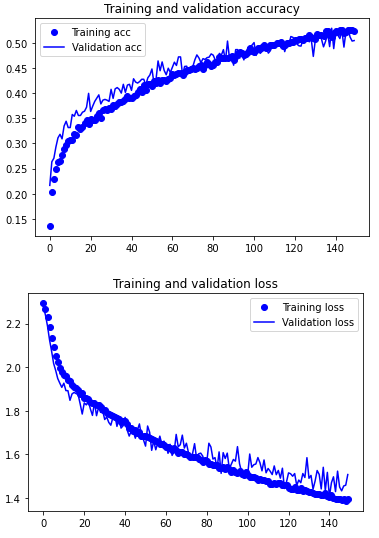 Training and validation accuracy
Training acc
Validation acc
0.50
0.45
0.40
0.35
0.30
0.25
0.20
0.15
0 20 40 60 80 100 120 140
Training and validation loss
Training loss
Validation loss
2.2
2.0
1.8
1.6
1.4
0 20 40 60 80 100 120 140